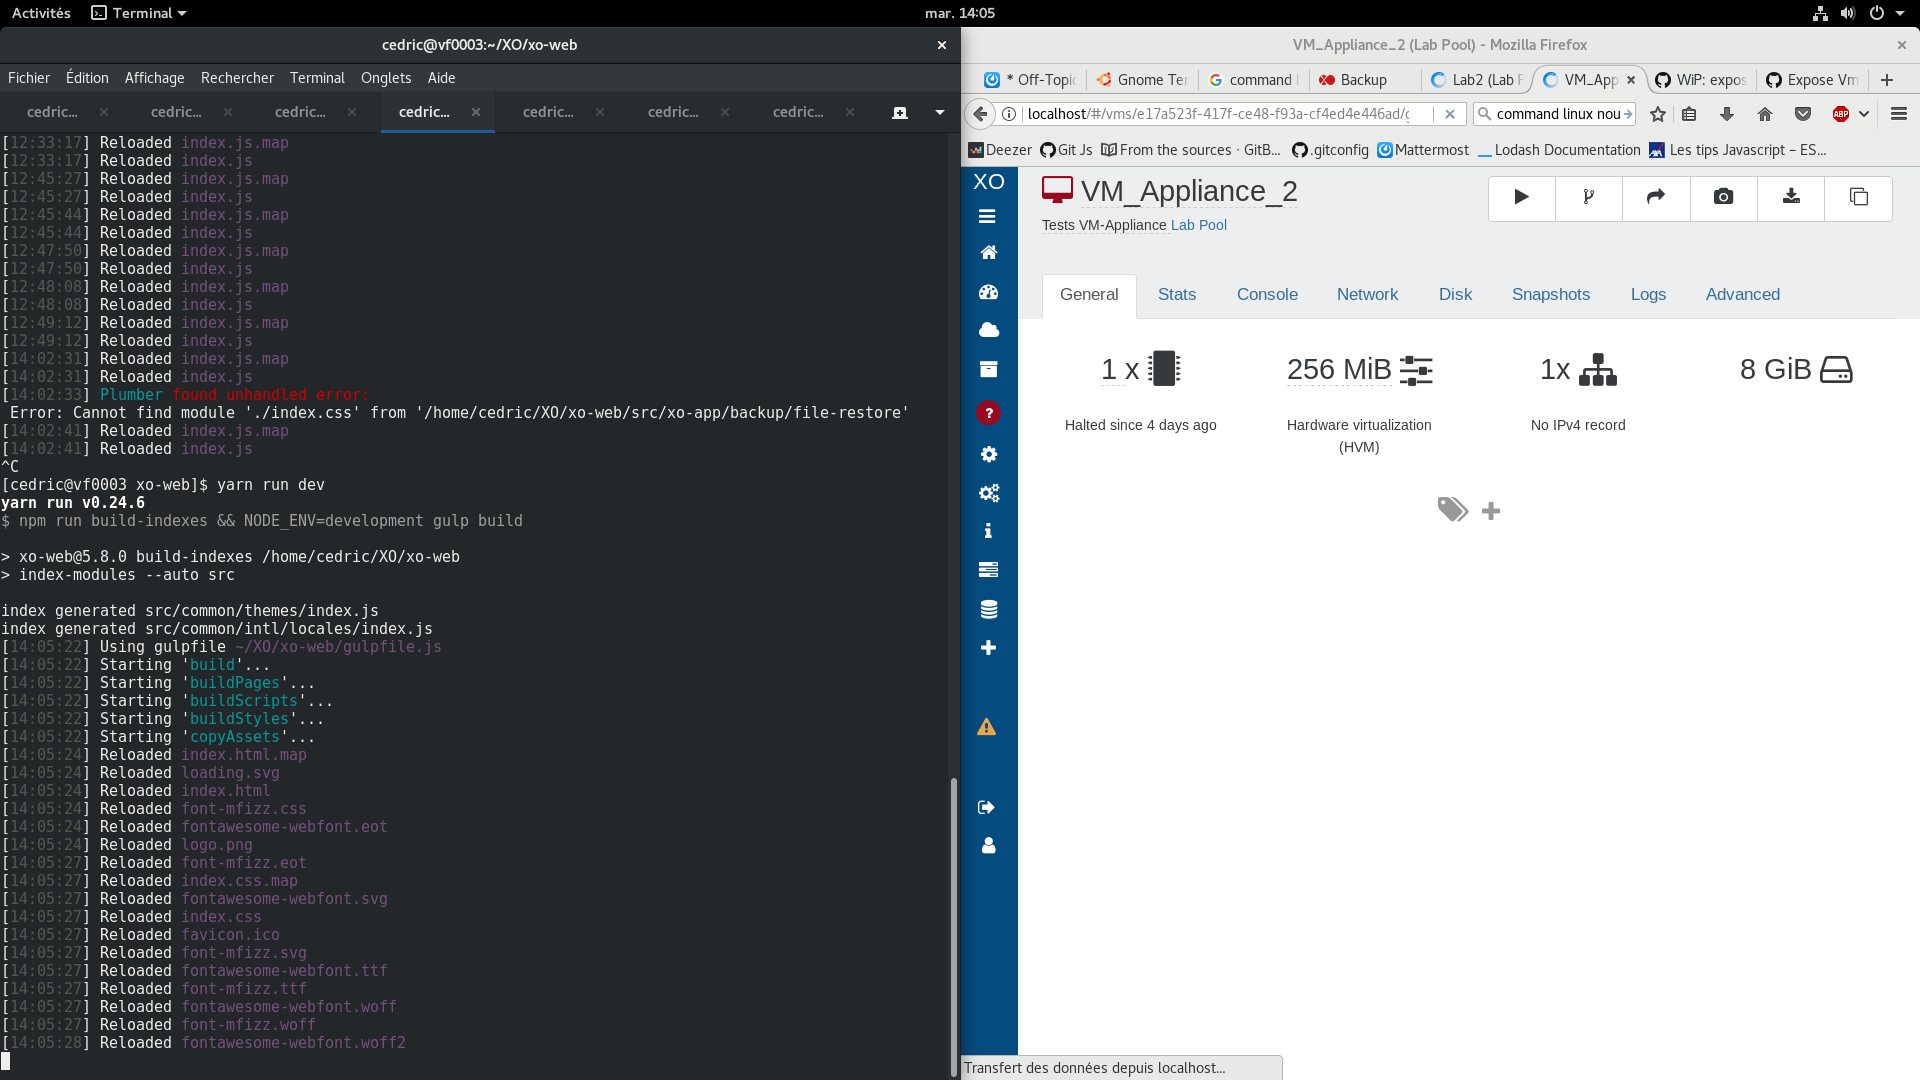 Activités
Terminal
mar. 14:05
cedric@vf0003:~/XO/xo-web
Fichier Édition Affichage Rechercher Terminal Onglets Aide
cedric... cedric... cedric... cedric... cedric... cedric... cedric...
[12:33:17] Reloaded index.js.map
[12:33:17] Reloaded index.js
[12:45:27] Reloaded index.js.map
[12:45:27] Reloaded index.js
[12:45:44] Reloaded index.js.map
[12:45:44] Reloaded index.js
[12:47:50] Reloaded index.js.map
[12:47:50] Reloaded index.js
[12:48:08] Reloaded index.js.map
[12:48:08] Reloaded index.js
[12:49:12] Reloaded index.js.map
[12:49:12] Reloaded index.js
[14:02:31] Reloaded index.js.map
[14:02:31] Reloaded index.js
[14:02:33] Plumber found unhandled error:
Error: Cannot find module './index.css' from '/home/cedric/XO/xo-web/src/xo-app/backup/file-restore'
[14:02:41] Reloaded index.js.map
[14:02:41] Reloaded index.js
^C
[cedric@vf0003 xo-web]$ yarn run dev
yarn run v0.24.6
$ npm run build-indexes && NODE_ENV=development gulp build
> xo-web@5.8.0 build-indexes /home/cedric/XO/xo-web
> index-modules --auto src
index generated src/common/themes/index.js
index generated src/common/intl/locales/index.js
[14:05:22] Using gulpfile ~/XO/xo-web/gulpfile.js
[14:05:22] Starting 'build'...
[14:05:22] Starting 'buildPages'...
[14:05:22] Starting 'buildScripts'...
[14:05:22] Starting 'buildStyles'...
[14:05:22] Starting 'copyAssets'...
[14:05:24] Reloaded index.html.map
[14:05:24] Reloaded loading.svg
[14:05:24] Reloaded index.html
[14:05:24] Reloaded font-mfizz.css
[14:05:24] Reloaded fontawesome-webfont.eot
[14:05:24] Reloaded logo.png
[14:05:27] Reloaded font-mfizz.eot
[14:05:27] Reloaded index.css.map
[14:05:27] Reloaded fontawesome-webfont.svg
[14:05:27] Reloaded index.css
[14:05:27] Reloaded favicon.ico
[14:05:27] Reloaded font-mfizz.svg
[14:05:27] Reloaded fontawesome-webfont.ttf
[14:05:27] Reloaded font-mfizz.ttf
[14:05:27] Reloaded fontawesome-webfont.woff
[14:05:27] Reloaded font-mfizz.woff
[14:05:28] Reloaded fontawesome-webfont.woff2
VM_Appliance_2 (Lab Pool) - Mozilla Firefox
* Off-Topic Gnome Ter command l Backup Lab2 (Lab P VM_App WiP: expos Expose Vm
localhost/#/vms/e17a523f-417f-ce48-f93a-cf4ed4e446ad/g command linux nou ABP
Deezer Git Js From the sources · GitB... .gitconfig Mattermost Lodash Documentation Les tips Javascript – ES...
XO
VM_Appliance_2
Tests VM-Appliance Lab Pool
General Stats Console Network Disk Snapshots Logs Advanced
1 x 256 MiB 1x 8 GiB
Halted since 4 days ago
Hardware virtualization
(HVM)
No IPv4 record
Transfert des données depuis localhost...